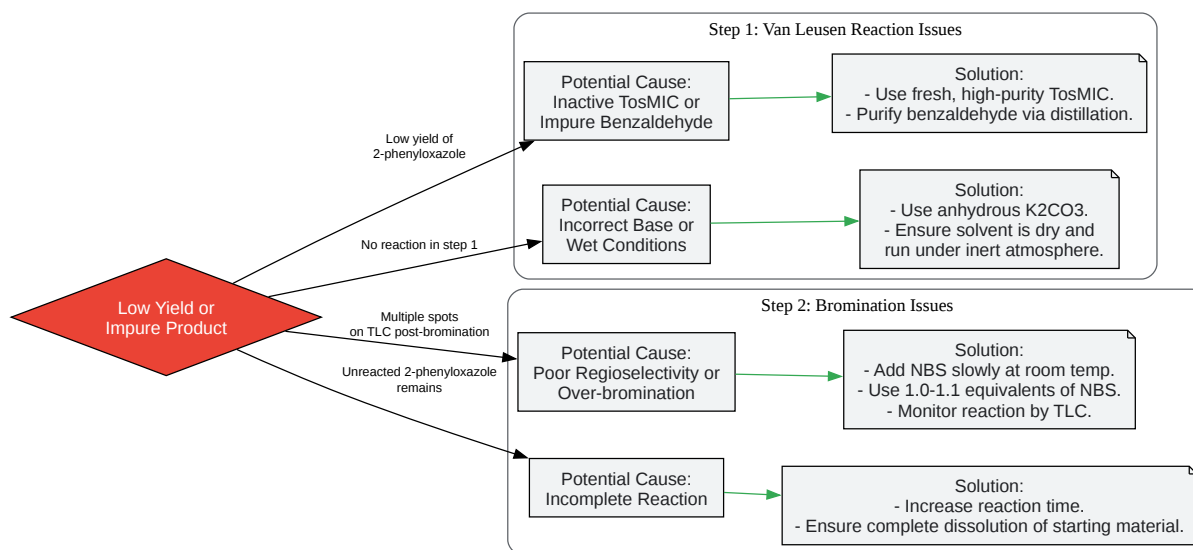 Low Yield or
Impure Product
Low yield of
2-phenyloxazole
No reaction in step 1
Multiple spots
on TLC post-bromination
Unreacted 2-phenyloxazole
remains
Step 1: Van Leusen Reaction Issues
Potential Cause:
Inactive TosMIC or
Impure Benzaldehyde
Solution:
- Use fresh, high-purity TosMIC.
- Purify benzaldehyde via distillation.
Potential Cause:
Incorrect Base or
Wet Conditions
Solution:
- Use anhydrous K2CO3.
- Ensure solvent is dry and
run under inert atmosphere.
Step 2: Bromination Issues
Potential Cause:
Poor Regioselectivity or
Over-bromination
Solution:
- Add NBS slowly at room temp.
- Use 1.0-1.1 equivalents of NBS.
- Monitor reaction by TLC.
Potential Cause:
Incomplete Reaction
Solution:
- Increase reaction time.
- Ensure complete dissolution of starting material.